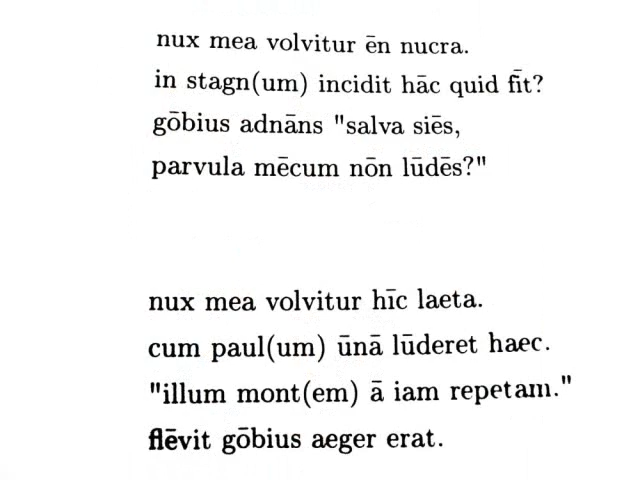 nux mea volvitur ēn nucra.
in stagn(um) incidit hāc quid fīt?
gōbius adnāns "salva siēs,
parvula mēcum nōn lūdēs?"
nux mea volvitur hīc laeta.
cum paul(um) ūnā lūderet haec.
"illum mont(em) ā iam repetam."
flēvit gōbius aeger erat.